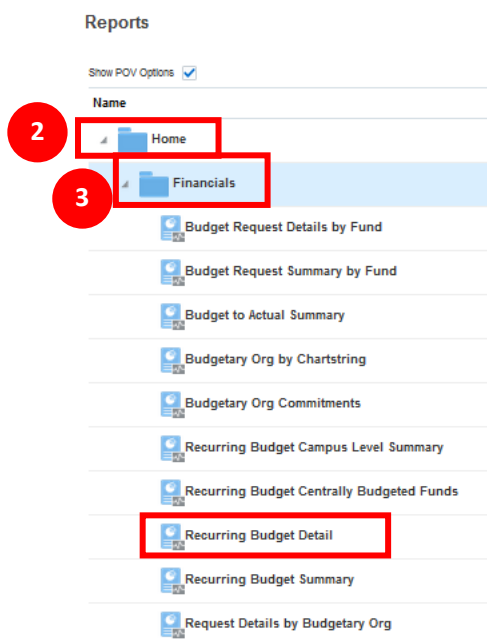 Reports
Show POV Options
Name
2
Home
3
Financials
Budget Request Details by Fund
Budget Request Summary by Fund
Budget to Actual Summary
Budgetary Org by Chartstring
Budgetary Org Commitments
Recurring Budget Campus Level Summary
Recurring Budget Centrally Budgeted Funds
Recurring Budget Detail
Recurring Budget Summary
Request Details by Budgetary Org